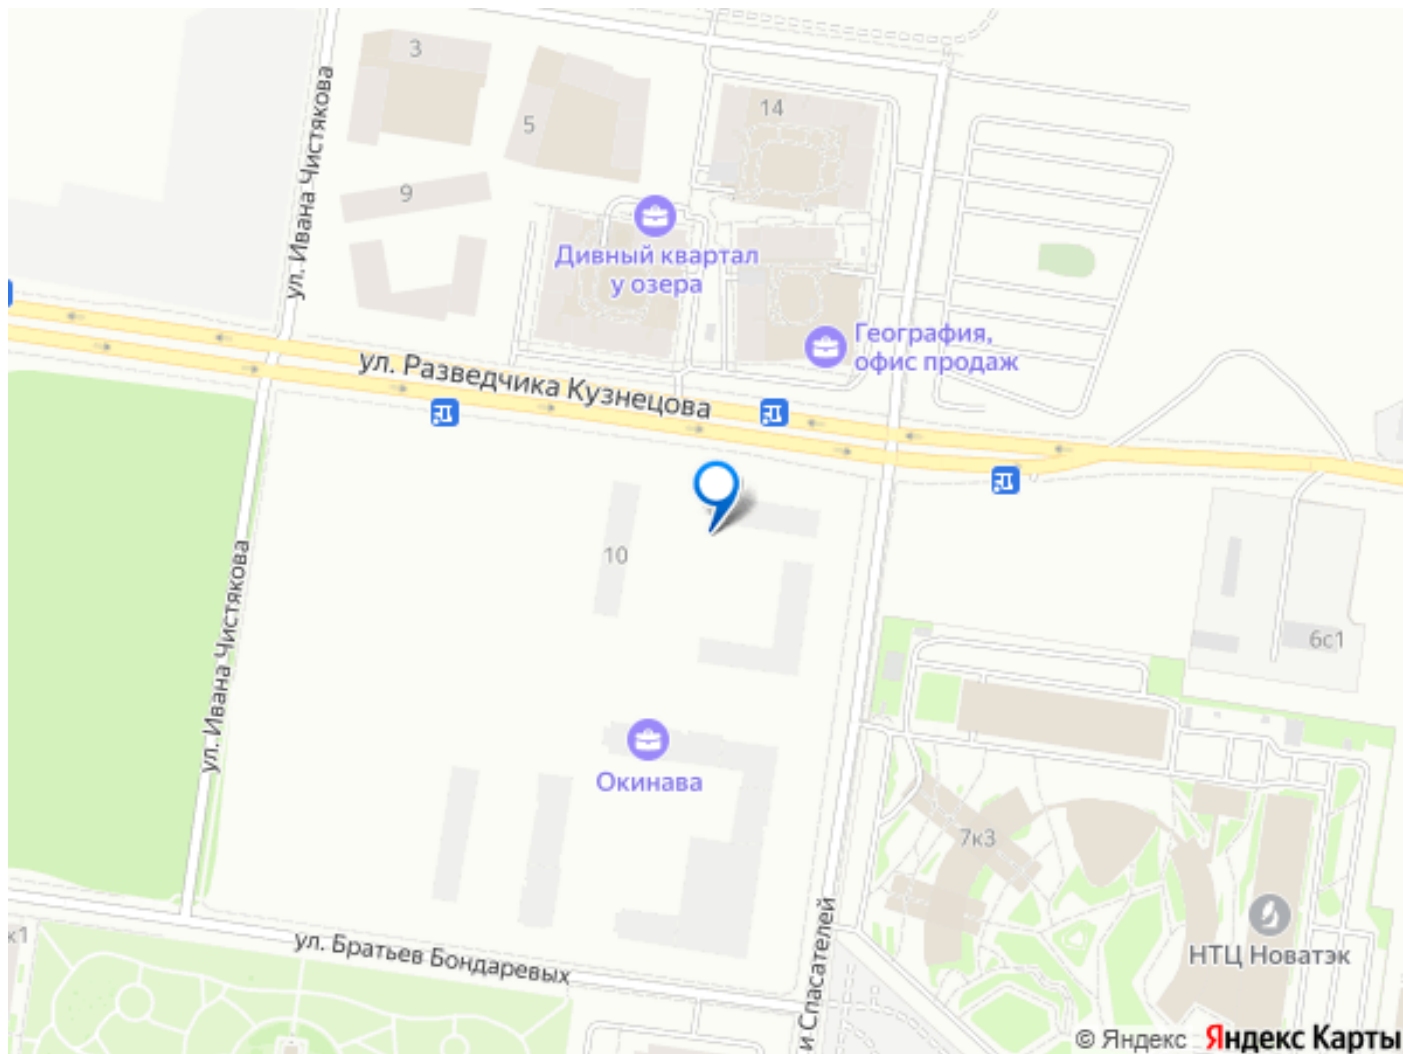 3
5
14
9
ул. Ивана Чистякова
Дивный квартал
у озера
География,
офис продаж
ул. Разведчика Кузнецова
10
6с1
ул. Ивана Чистякова
Окинава
7к3
НТЦ Новатэк
к1
ул. Братьев Бондаревых
и Спасателей
© Яндекс Яндекс Карты